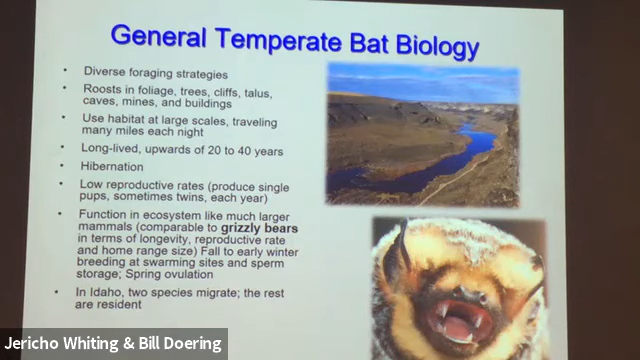 General Temperate Bat Biology
• Diverse foraging strategies
• Roosts in foliage, trees, cliffs, talus,
caves, mines, and buildings
• Use habitat at large scales, traveling
many miles each night
• Long-lived, upwards of 20 to 40 years
• Hibernation
• Low reproductive rates (produce single
pups, sometimes twins, each year)
• Function in ecosystem like much larger
mammals (comparable to grizzly bears
in terms of longevity, reproductive rate
and home range size) Fall to early winter
breeding at swarming sites and sperm
storage; Spring ovulation
• In Idaho, two species migrate; the rest
are resident
Jericho Whiting & Bill Doering